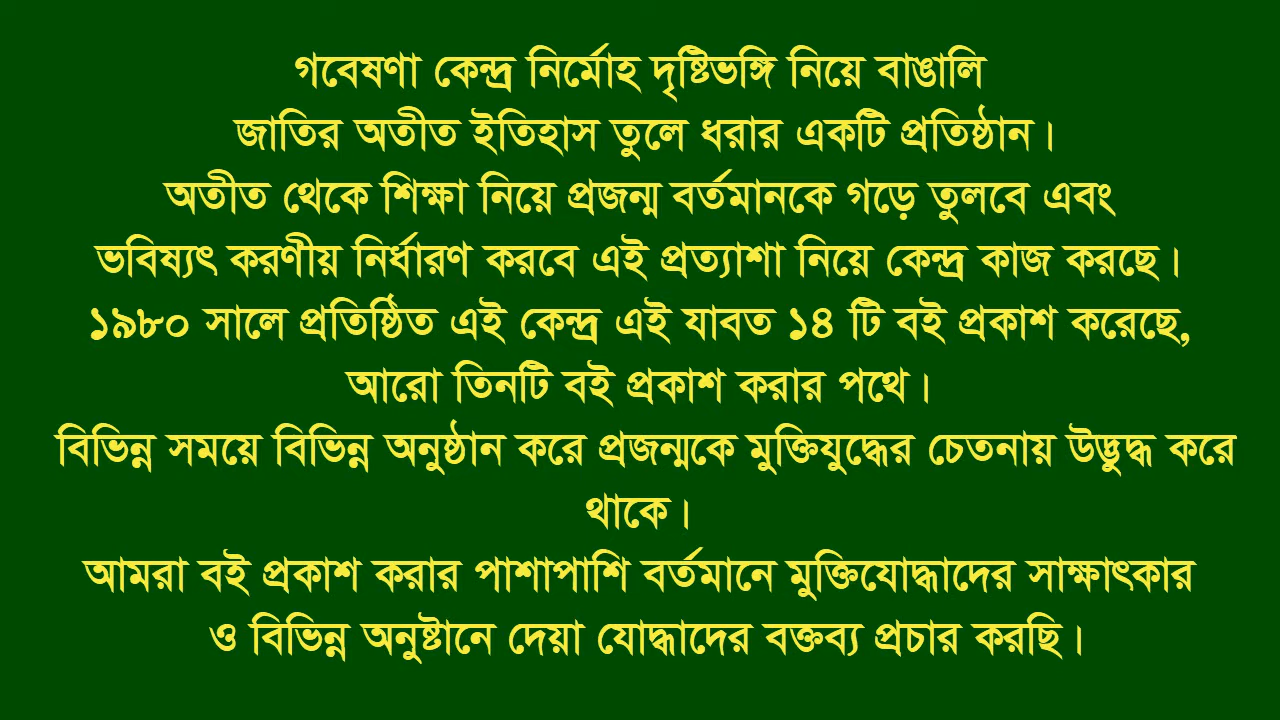 গবেষণা কেন্দ্র নির্মোহ দৃষ্টিভঙ্গি নিয়ে বাঙালি
জাতির অতীত ইতিহাস তুলে ধরার একটি প্রতিষ্ঠান।
অতীত থেকে শিক্ষা নিয়ে প্রজন্ম বর্তমানকে গড়ে তুলবে এবং
ভবিষ্যৎ করণীয় নির্ধারণ করবে এই প্রত্যাশা নিয়ে কেন্দ্র কাজ করছে।
১৯৮০ সালে প্রতিষ্ঠিত এই কেন্দ্র এই যাবত ১৪ টি বই প্রকাশ করেছে,
আরো তিনটি বই প্রকাশ করার পথে।
বিভিন্ন সময়ে বিভিন্ন অনুষ্ঠান করে প্রজন্মকে মুক্তিযুদ্ধের চেতনায় উদ্ভুদ্ধ করে
থাকে।
আমরা বই প্রকাশ করার পাশাপাশি বর্তমানে মুক্তিযোদ্ধাদের সাক্ষাৎকার
ও বিভিন্ন অনুষ্টানে দেয়া যোদ্ধাদের বক্তব্য প্রচার করছি।